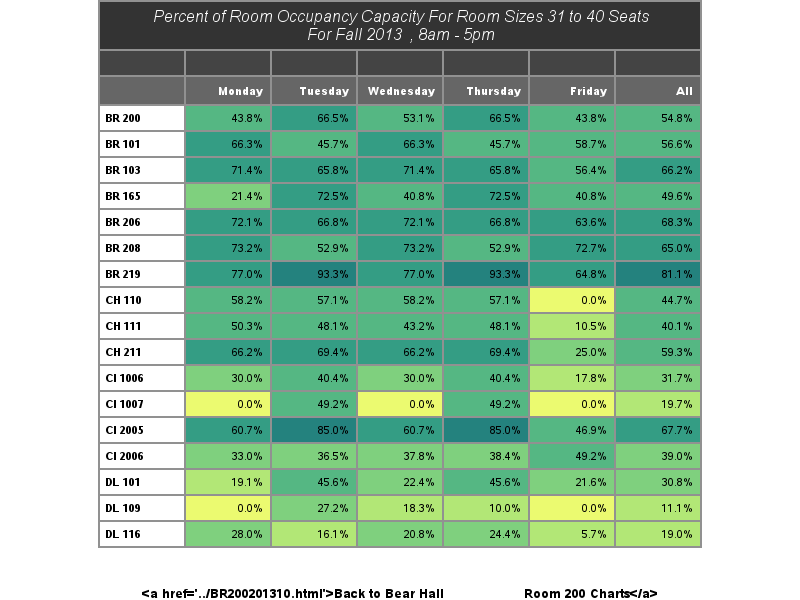 Percent of Room Occupancy Capacity For Room Sizes 31 to 40 Seats
For Fall 2013 , 8am - 5pm
Monday Tuesday Wednesday Thursday Friday All
BR 200 43.8% 66.5% 53.1% 66.5% 43.8% 54.8%
BR 101 66.3% 45.7% 66.3% 45.7% 58.7% 56.6%
BR 103 71.4% 65.8% 71.4% 65.8% 56.4% 66.2%
BR 165 21.4% 72.5% 40.8% 72.5% 40.8% 49.6%
BR 206 72.1% 66.8% 72.1% 66.8% 63.6% 68.3%
BR 208 73.2% 52.9% 73.2% 52.9% 72.7% 65.0%
BR 219 77.0% 93.3% 77.0% 93.3% 64.8% 81.1%
CH 110 58.2% 57.1% 58.2% 57.1% 0.0% 44.7%
CH 111 50.3% 48.1% 43.2% 48.1% 10.5% 40.1%
CH 211 66.2% 69.4% 66.2% 69.4% 25.0% 59.3%
CI 1006 30.0% 40.4% 30.0% 40.4% 17.8% 31.7%
CI 1007 0.0% 49.2% 0.0% 49.2% 0.0% 19.7%
CI 2005 60.7% 85.0% 60.7% 85.0% 46.9% 67.7%
CI 2006 33.0% 36.5% 37.8% 38.4% 49.2% 39.0%
DL 101 19.1% 45.6% 22.4% 45.6% 21.6% 30.8%
DL 109 0.0% 27.2% 18.3% 10.0% 0.0% 11.1%
DL 116 28.0% 16.1% 20.8% 24.4% 5.7% 19.0%
<a href='../BR200201310.html'>Back to Bear Hall Room 200 Charts</a>